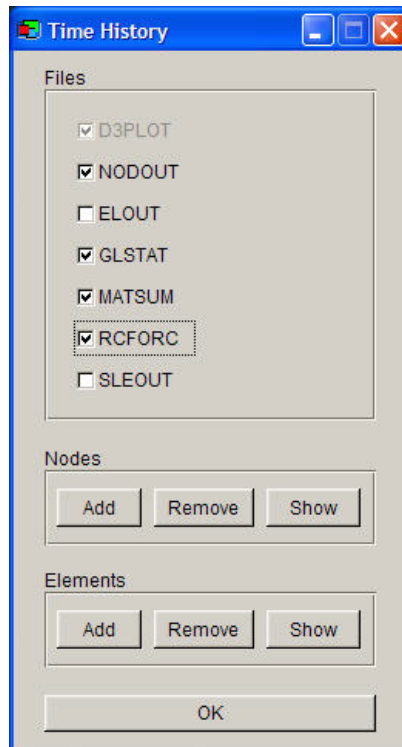 Time History
Files
D3PLOT
NODOUT
ELOUT
GLSTAT
MATSUM
RCFORC
SLEOUT
Nodes
Add Remove Show
Elements
Add Remove Show
OK